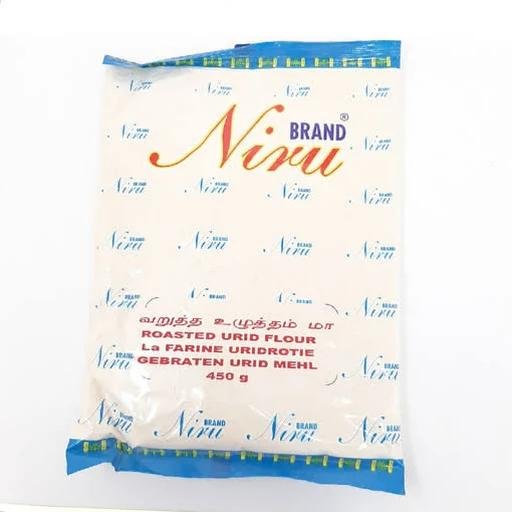 Niru BRAND®
வறுத்த உழுத்தம் மா
ROASTED URID FLOUR
La FARINE URIDROTIE
GEBRATEN URID MEHL
450 g